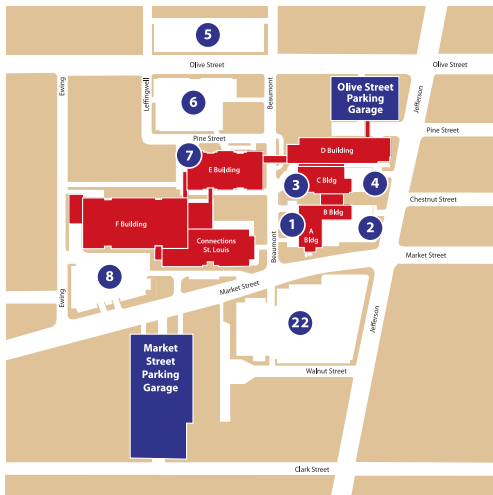 5
Olive Street
Olive Street
Ewing
Leffingwell
Beaumont
Jefferson
Olive Street
Parking
Garage
6
Pine Street
Pine Street
7
D Building
E Building
C Bldg
3
4
Chestnut Street
B Bldg
F Building
1
2
A
Bldg
Connections
St. Louis
Beaumont
Market Street
8
Ewing
Market Street
22
Jefferson
Market
Street
Parking
Garage
Walnut Street
Clark Street